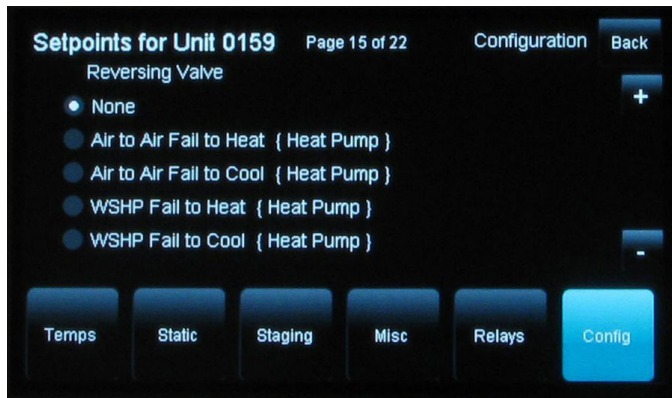 Setpoints for Unit 0159 Page 15 of 22 Configuration Back
Reversing Valve
+
None
Air to Air Fail to Heat { Heat Pump }
Air to Air Fail to Cool { Heat Pump }
WSHP Fail to Heat { Heat Pump }
WSHP Fail to Cool { Heat Pump }
-
Temps Static Staging Misc Relays Config